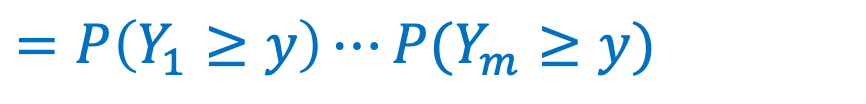 = P(Y₁ ≥ y) ⋯ P(Yₘ ≥ y)